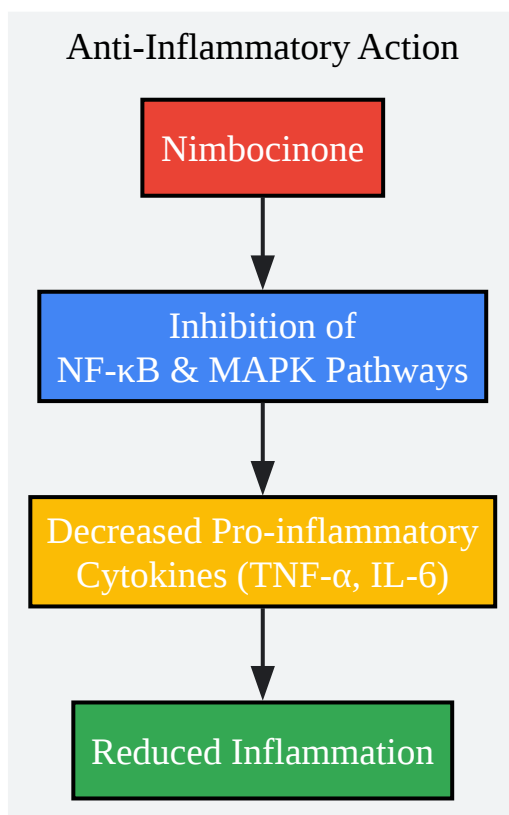 Anti-Inflammatory Action
Nimbocinone
Inhibition of
NF-κB & MAPK Pathways
Decreased Pro-inflammatory
Cytokines (TNF-α, IL-6)
Reduced Inflammation